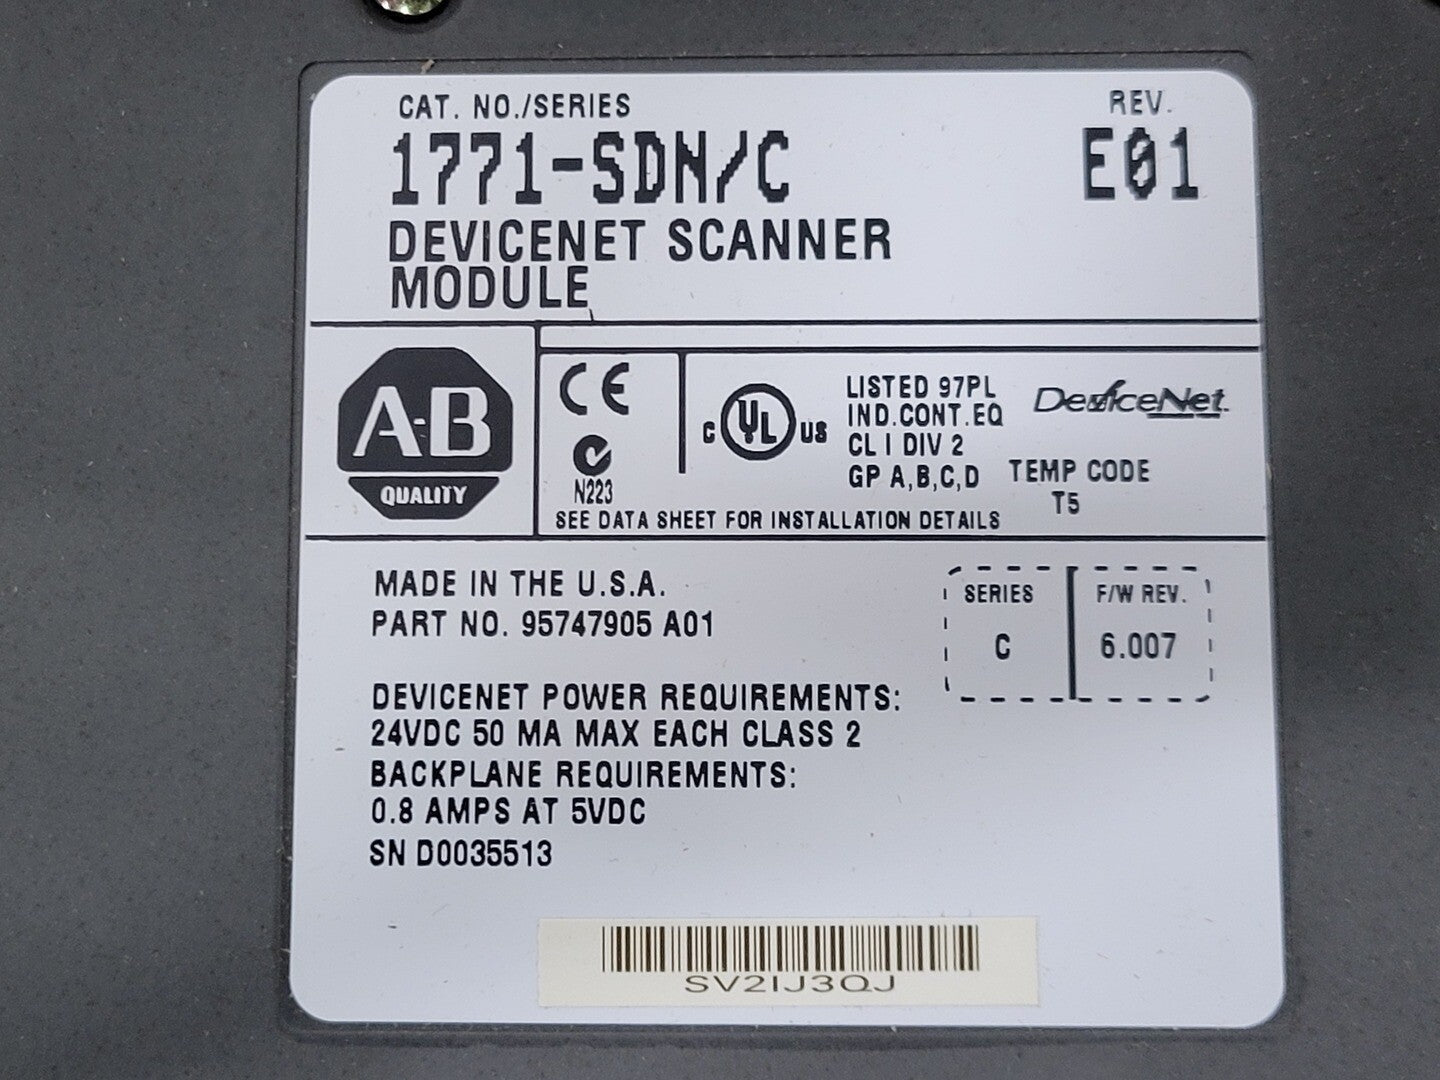 CAT. NO./SERIES REV.
1771-SDN/C E01
DEVICENET SCANNER
MODULE
A-B
QUALITY
CE
N223
C UL US
LISTED 97PL
IND.CONT.EQ
CL I DIV 2
GP A,B,C,D
DeviceNet.
TEMP CODE
T5
SEE DATA SHEET FOR INSTALLATION DETAILS
MADE IN THE U.S.A.
PART NO. 95747905 A01
SERIES F/W REV.
C 6.007
DEVICENET POWER REQUIREMENTS:
24VDC 50 MA MAX EACH CLASS 2
BACKPLANE REQUIREMENTS:
0.8 AMPS AT 5VDC
SN D0035513
SV2IJ3QJ